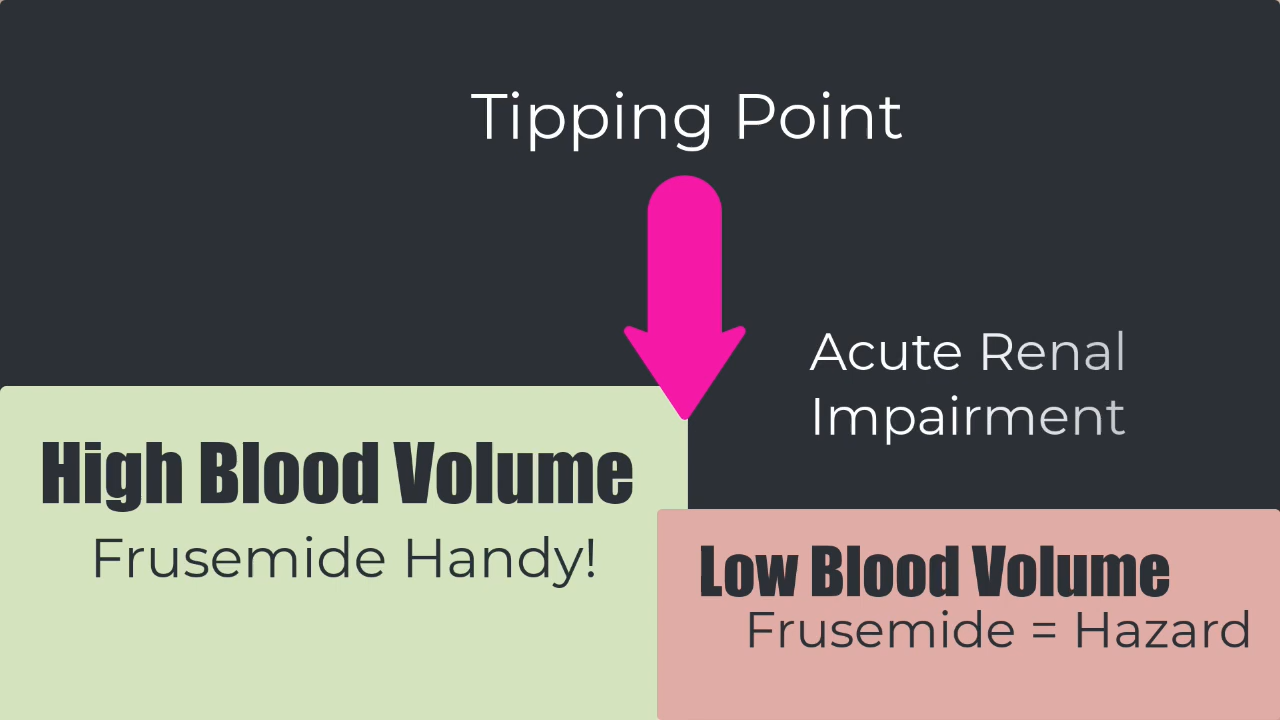 Tipping Point
Acute Renal
Impairment
High Blood Volume
Frusemide Handy!
Low Blood Volume
Frusemide = Hazard